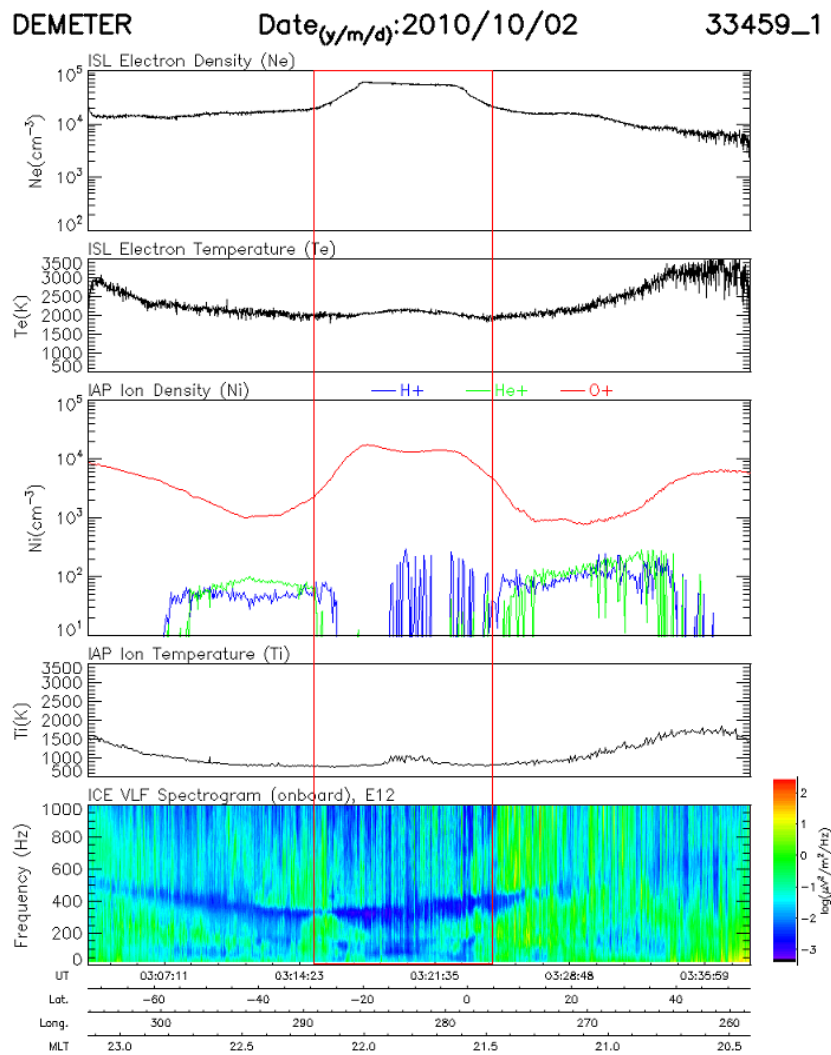 DEMETER Date(y/m/d):2010/10/02 33459_1
ISL Electron Density (Ne)
10^5
10^4
10^3
10^2
Ne(cm^-3)
ISL Electron Temperature (Te)
3500
3000
2500
2000
1500
1000
500
Te(K)
IAP Ion Density (Ni) H+ He+ O+
10^5
10^4
10^3
10^2
10^1
Ni(cm^-3)
IAP Ion Temperature (Ti)
3500
3000
2500
2000
1500
1000
500
Ti(K)
ICE VLF Spectrogram (onboard), E12
1000
800
600
400
200
0
Frequency (Hz)
2
1
0
-1
-2
-3
log(μV²/m²/Hz)
UT 03:07:11 03:14:23 03:21:35 03:28:48 03:35:59
Lat. -60 -40 -20 0 20 40
Long. 300 290 280 270 260
MLT 23.0 22.5 22.0 21.5 21.0 20.5